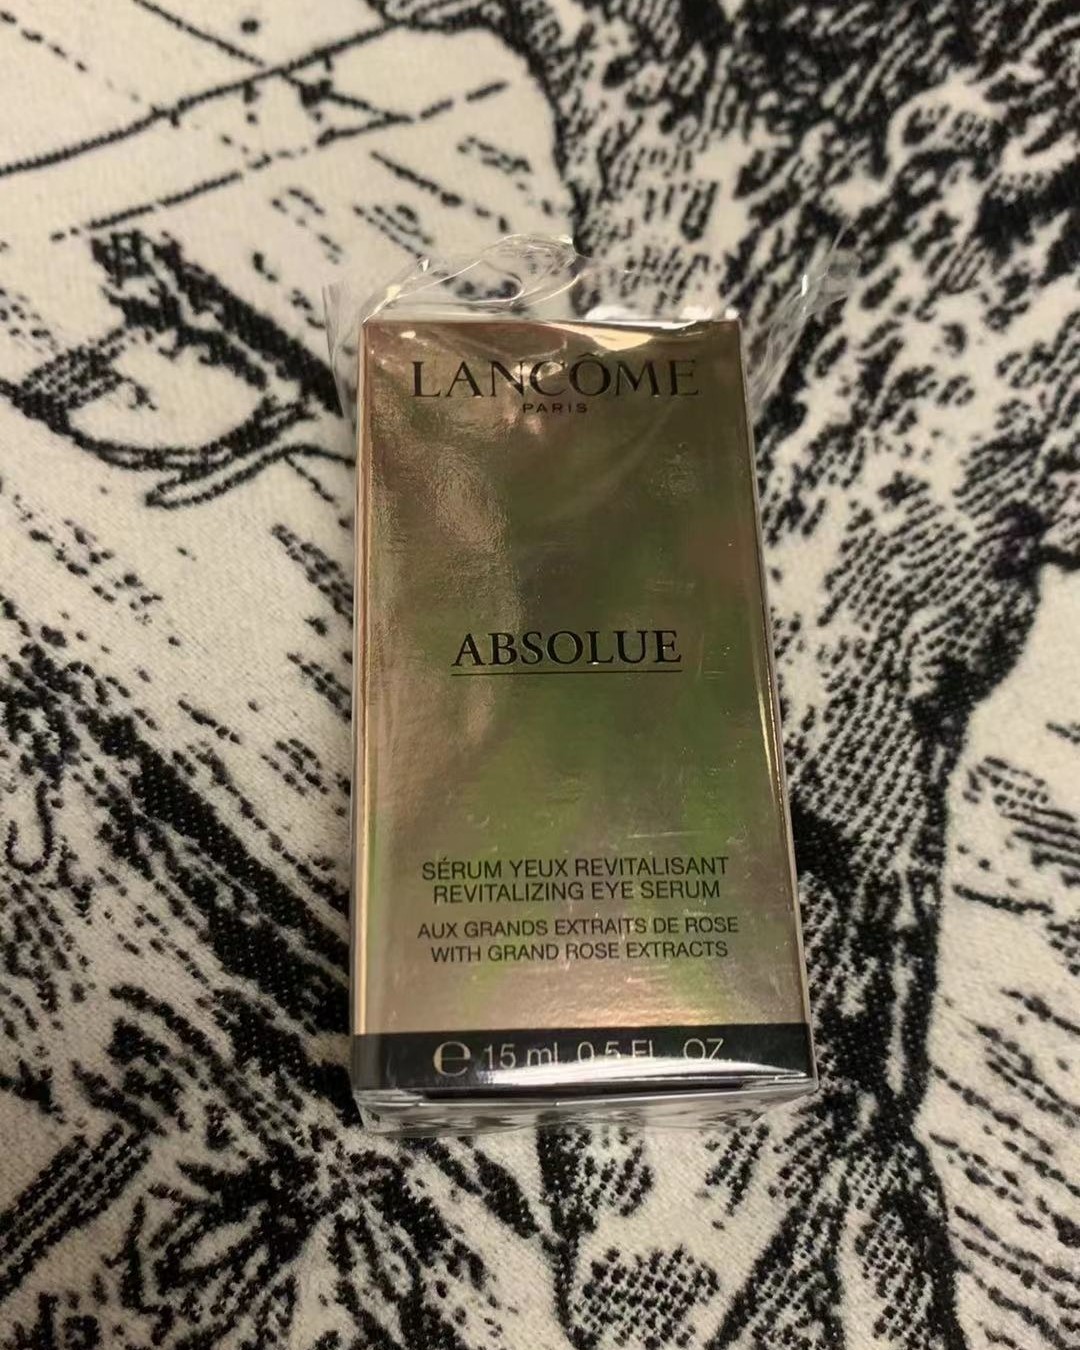 LANCÔME
PARIS
ABSOLUE
SÉRUM YEUX REVITALISANT
REVITALIZING EYE SERUM
AUX GRANDS EXTRAITS DE ROSE
WITH GRAND ROSE EXTRACTS
e 15 ml 0.5 FL. OZ.